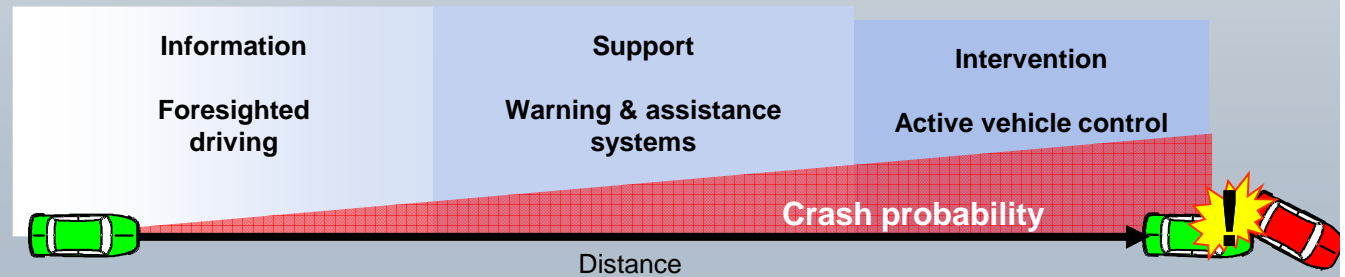 Information
Foresighted
driving
Support
Warning & assistance
systems
Intervention
Active vehicle control
Crash probability
!
Distance